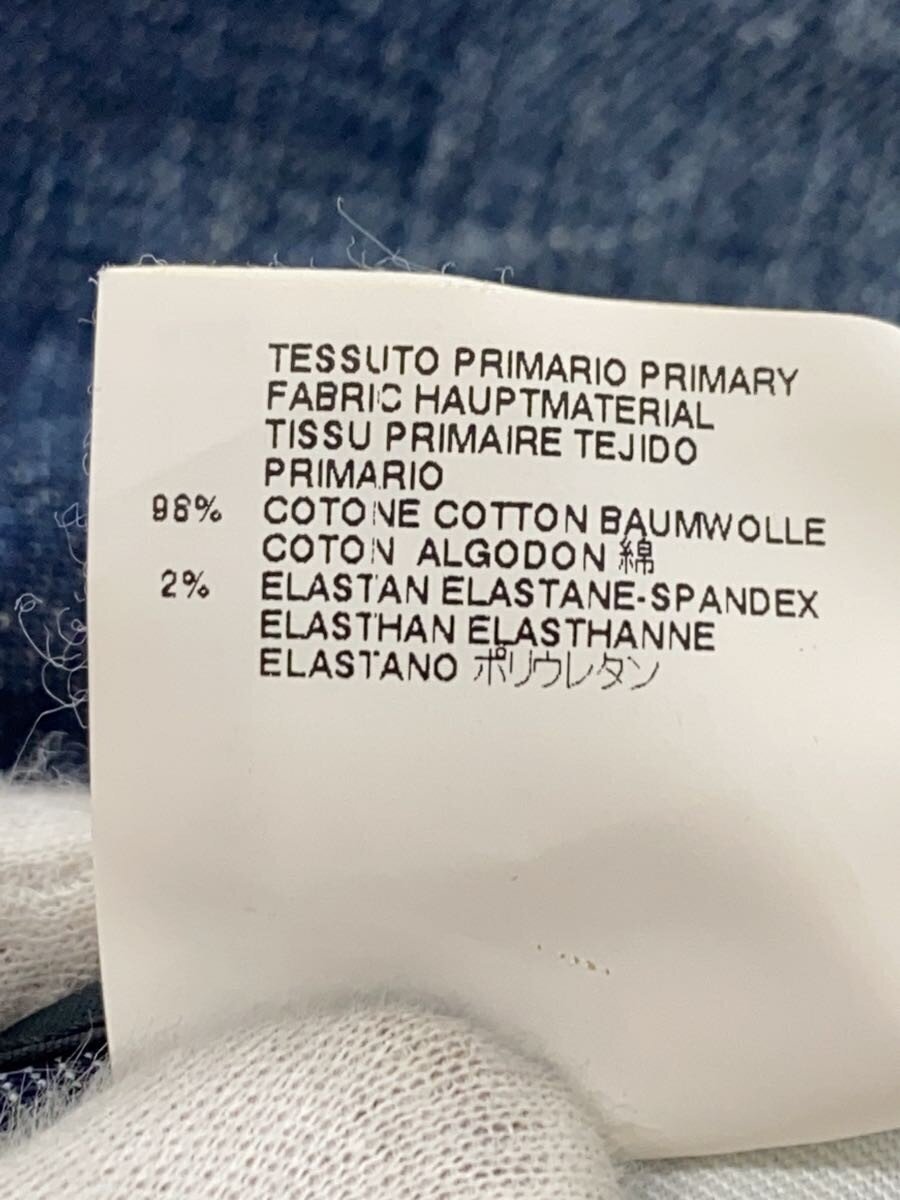 TESSUTO PRIMARIO PRIMARY
FABRIC HAUPTMATERIAL
TISSU PRIMAIRE TEJIDO
PRIMARIO
98% COTONE COTTON BAUMWOLLE
COTON ALGODON 綿
2% ELASTAN ELASTANE-SPANDEX
ELASTHAN ELASTHANNE
ELASTANO ポリウレタン